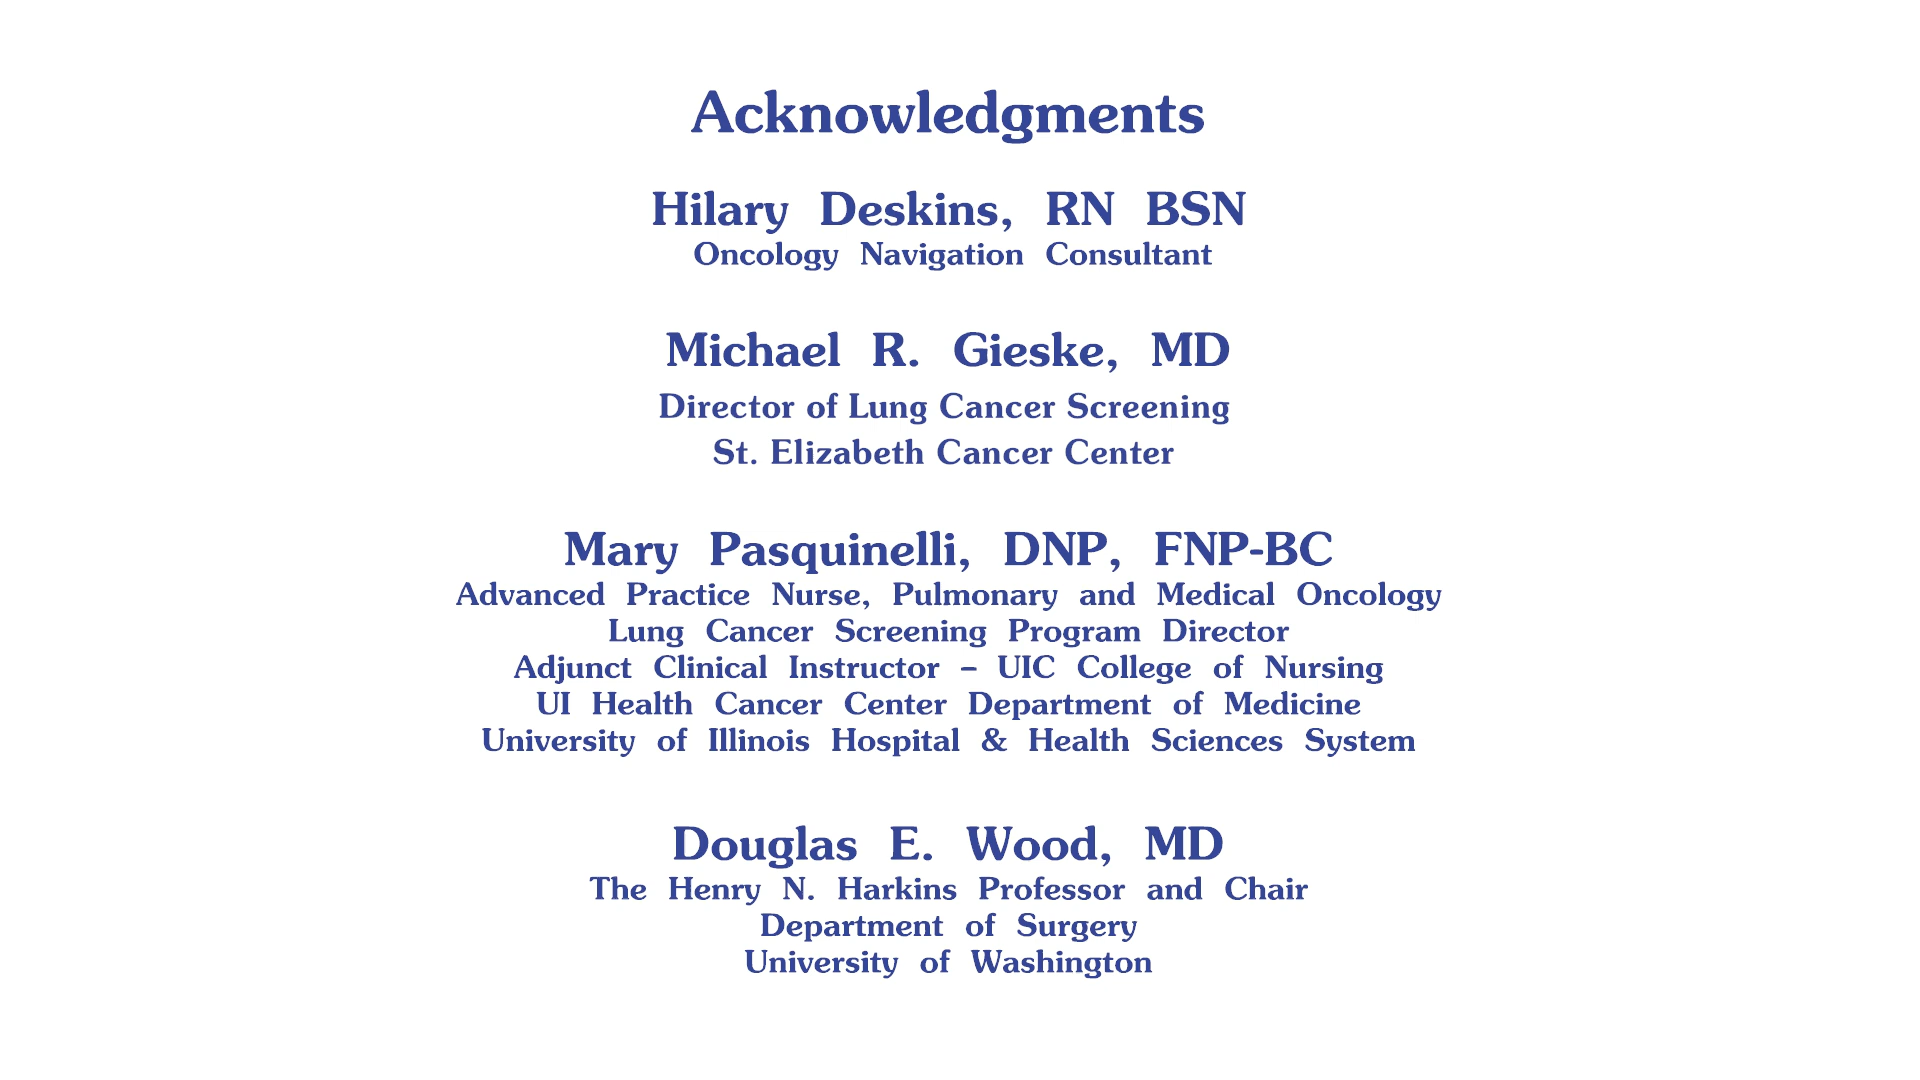 Acknowledgments
Hilary Deskins, RN BSN
Oncology Navigation Consultant
Michael R. Gieske, MD
Director of Lung Cancer Screening
St. Elizabeth Cancer Center
Mary Pasquinelli, DNP, FNP-BC
Advanced Practice Nurse, Pulmonary and Medical Oncology
Lung Cancer Screening Program Director
Adjunct Clinical Instructor – UIC College of Nursing
UI Health Cancer Center Department of Medicine
University of Illinois Hospital & Health Sciences System
Douglas E. Wood, MD
The Henry N. Harkins Professor and Chair
Department of Surgery
University of Washington